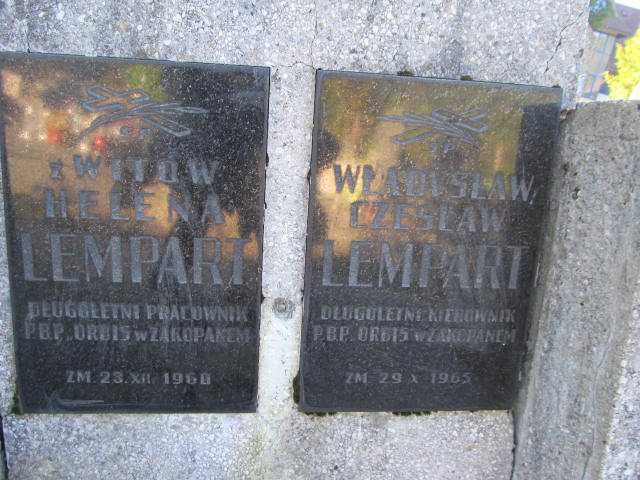 Ś.P.
z WITÓW
HELENA
LEMPART
DŁUGOLETNI PRACOWNIK
P.B.P. ORBIS W ZAKOPANEM
ZM. 23.XII. 1960
Ś.P.
WŁADYSŁAW,
CZESŁAW
LEMPART
DŁUGOLETNI KIEROWNIK
P.B.P. ORBIS W ZAKOPANEM
ZM 29 X 1965